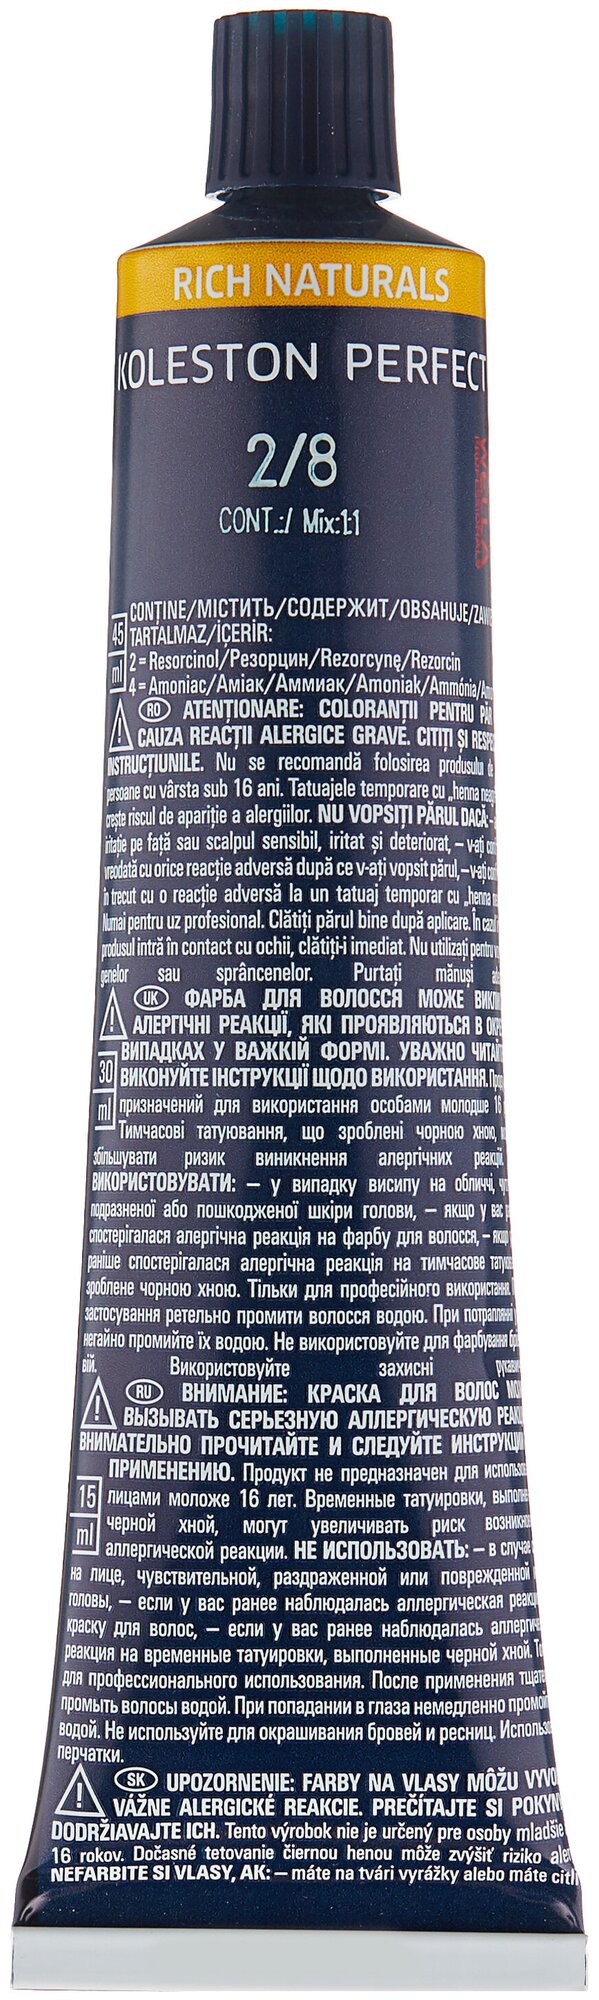 RICH NATURALS
KOLESTON PERFECT
2/8
CONT.:/ Mix:1:1
WELLA
45
ml
CONȚINE/МІСТИТЬ/СОДЕРЖИТ/OBSAHUJE/
TARTALMAZ/İÇERİR:
2 = Resorcinol/Резорцин/Rezorcynę/Rezorcin
4 = Amoniac/Аміак/Аммиак/Amoniak/Ammónia/
RO ATENȚIONARE: COLORANȚII PENTRU
CAUZA REACȚII ALERGICE GRAVE. CITIȚI ȘI
INSTRUCȚIUNILE. Nu se recomandă folosirea produsului de
persoane cu vârsta sub 16 ani. Tatuajele temporare cu „henna
crește riscul de apariție a alergiilor. NU VOPSIȚI PĂRUL DACĂ: –
iritație pe față sau scalpul sensibil, iritat și deteriorat, – v-ați
vreodată cu orice reacție adversă după ce v-ați vopsit părul, – v-ați
în trecut cu o reacție adversă la un tatuaj temporar cu „henna
Numai pentru uz profesional. Clătiți părul bine după aplicare. În
produsul intră în contact cu ochii, clătiți-i imediat. Nu utilizați pentru
genelor sau sprâncenelor. Purtați mănuși
UK ФАРБА ДЛЯ ВОЛОССЯ МОЖЕ
АЛЕРГІЧНІ РЕАКЦІЇ, ЯКІ ПРОЯВЛЯЮТЬСЯ В
30
ml
ВИПАДКАХ У ВАЖКІЙ ФОРМІ. УВАЖНО
ВИКОНУЙТЕ ІНСТРУКЦІЇ ЩОДО ВИКОРИСТАННЯ.
призначений для використання особами молодше 16
Тимчасові татуювання, що зроблені чорною хною,
збільшувати ризик виникнення алергічних реакцій.
ВИКОРИСТОВУВАТИ: – у випадку висипу на обличчі,
подразненої або пошкодженої шкіри голови, – якщо у вас
спостерігалася алергічна реакція на фарбу для волосся, –
раніше спостерігалася алергічна реакція на тимчасове
зроблене чорною хною. Тільки для професійного використання.
застосування ретельно промити волосся водою. При потраплянні
негайно промийте їх водою. Не використовуйте для фарбування
вій. Використовуйте захисні
RU ВНИМАНИЕ: КРАСКА ДЛЯ ВОЛОС
ВЫЗЫВАТЬ СЕРЬЕЗНУЮ АЛЛЕРГИЧЕСКУЮ
ВНИМАТЕЛЬНО ПРОЧИТАЙТЕ И СЛЕДУЙТЕ
15
ml
ПРИМЕНЕНИЮ. Продукт не предназначен для
лицами моложе 16 лет. Временные татуировки,
черной хной, могут увеличивать риск
аллергической реакции. НЕ ИСПОЛЬЗОВАТЬ: – в случае
на лице, чувствительной, раздраженной или поврежденной
головы, – если у вас ранее наблюдалась аллергическая
краску для волос, – если у вас ранее наблюдалась
реакция на временные татуировки, выполненные черной хной.
для профессионального использования. После применения
промыть волосы водой. При попадании в глаза немедленно
водой. Не используйте для окрашивания бровей и ресниц.
перчатки.
SK UPOZORNENIE: FARBY NA VLASY MÔŽU
VÁŽNE ALERGICKÉ REAKCIE. PREČÍTAJTE SI
DODRŽIAVAJTE ICH. Tento výrobok nie je určený pre osoby mladšie
16 rokov. Dočasné tetovanie čiernou henou môže zvýšiť riziko
NEFARBITE SI VLASY, AK: – máte na tvári vyrážky alebo máte